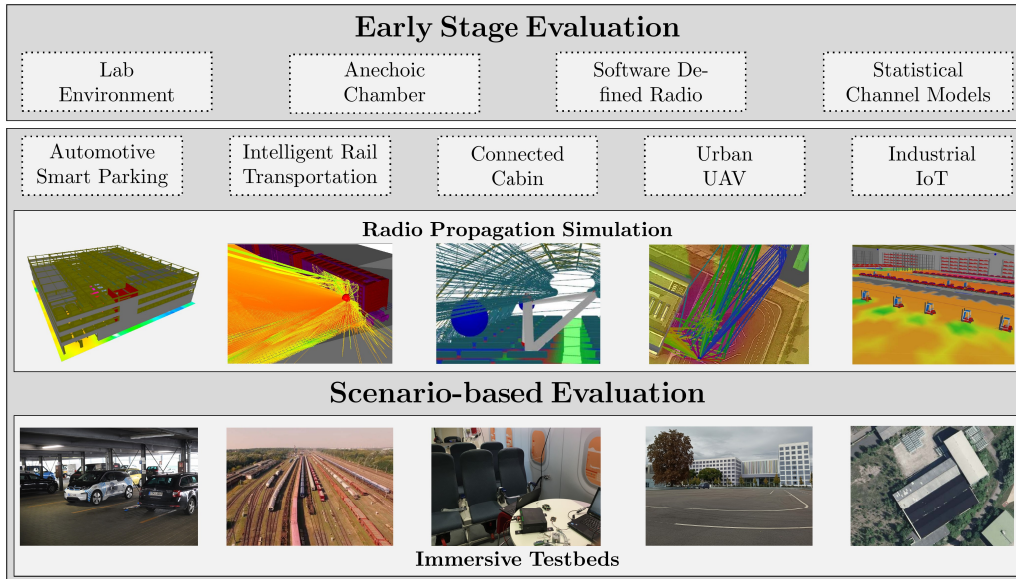 Early Stage Evaluation
Lab
Environment
Anechoic
Chamber
Software De-
fined Radio
Statistical
Channel Models
Automotive
Smart Parking
Intelligent Rail
Transportation
Connected
Cabin
Urban
UAV
Industrial
IoT
Radio Propagation Simulation
Scenario-based Evaluation
Immersive Testbeds